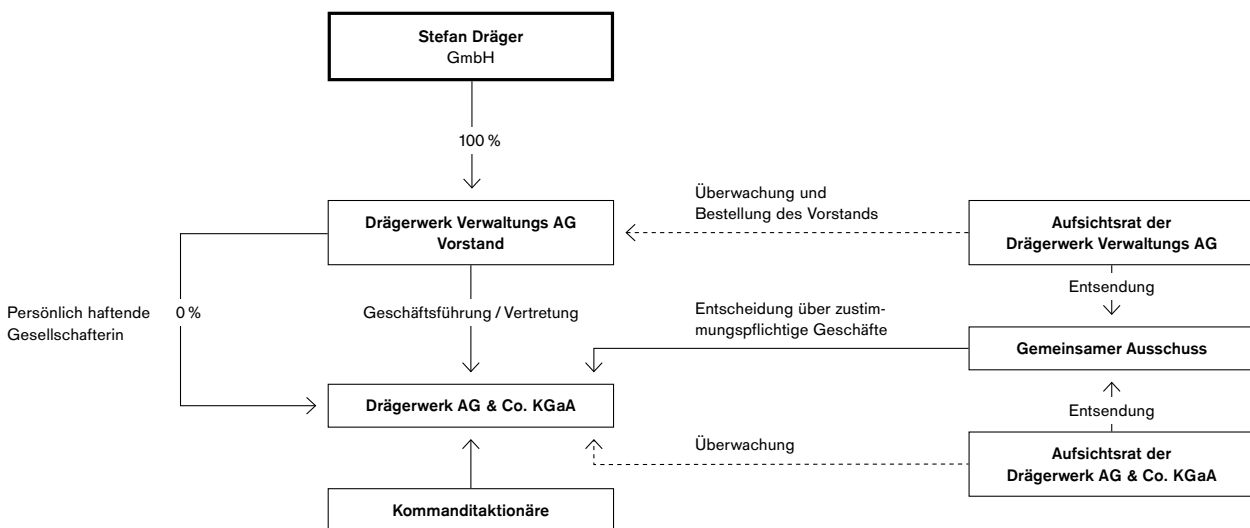 Stefan Dräger
GmbH
100 %
Drägerwerk Verwaltungs AG
Vorstand
Überwachung und
Bestellung des Vorstands
Aufsichtsrat der
Drägerwerk Verwaltungs AG
Entsendung
Persönlich haftende
Gesellschafterin
0 %
Geschäftsführung / Vertretung
Entscheidung über zustim-
mungspflichtige Geschäfte
Gemeinsamer Ausschuss
Drägerwerk AG & Co. KGaA
Entsendung
Überwachung
Aufsichtsrat der
Drägerwerk AG & Co. KGaA
Kommanditaktionäre